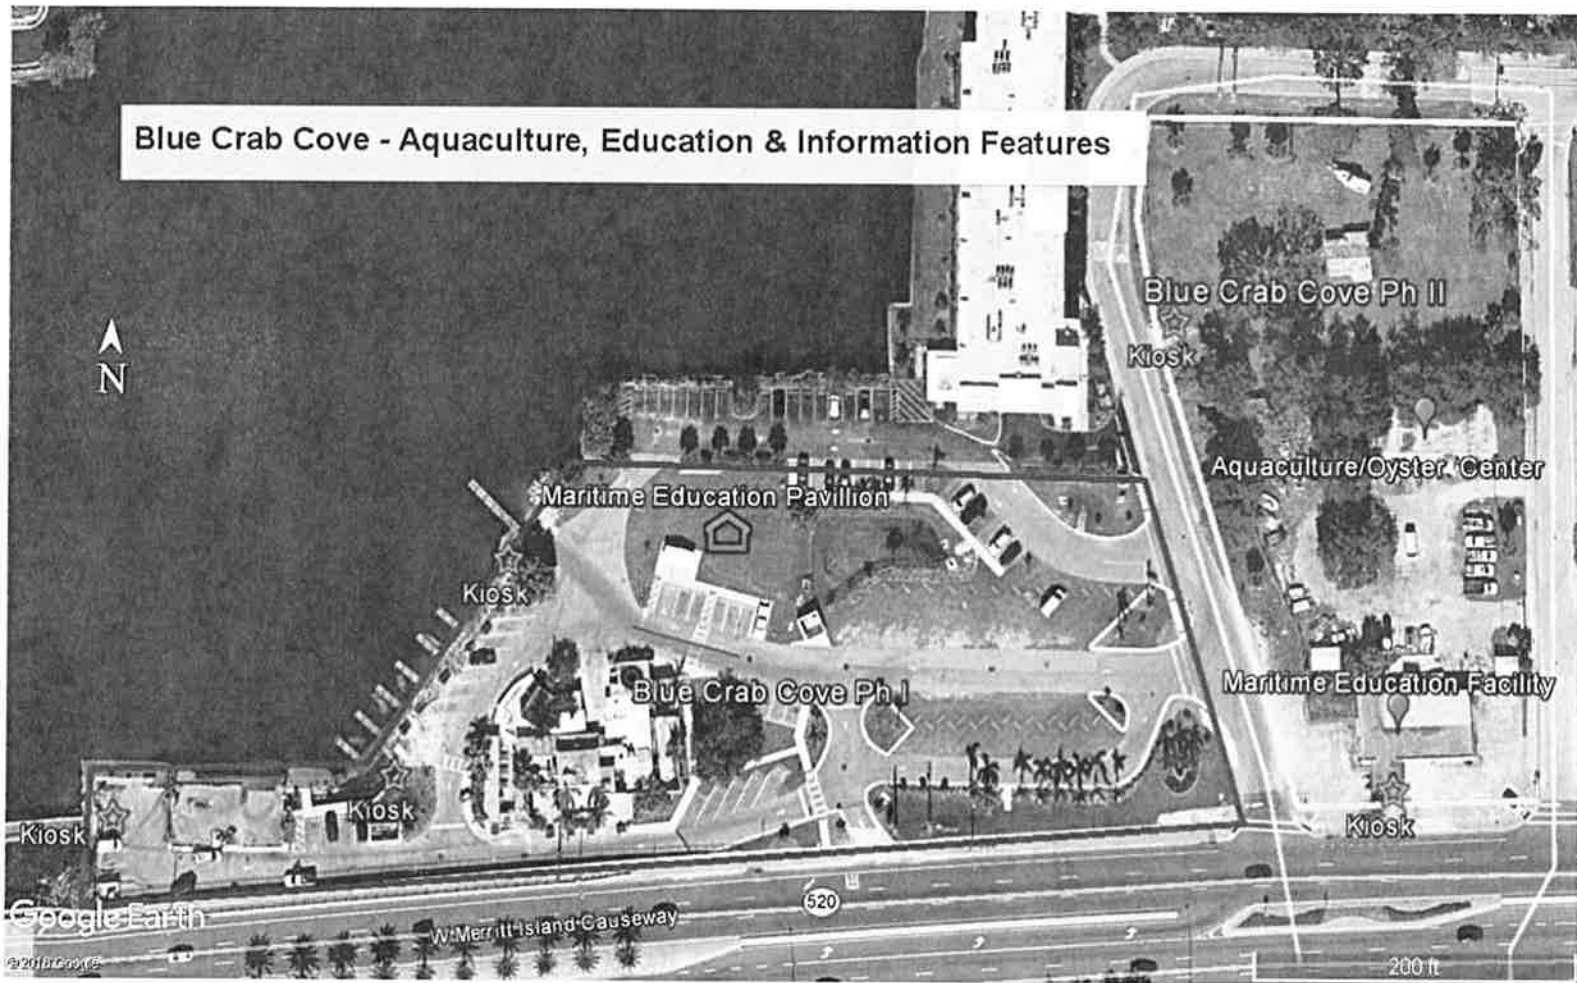 Blue Crab Cove - Aquaculture, Education & Information Features
N
Blue Crab Cove Ph II
Kiosk
Aquaculture/Oyster Center
Maritime Education Pavillion
Kiosk
Blue Crab Cove Ph I
Maritime Education Facility
Kiosk
Kiosk
Kiosk
Google Earth
W Merritt Island Causeway
520
© 2018 Google
200 ft